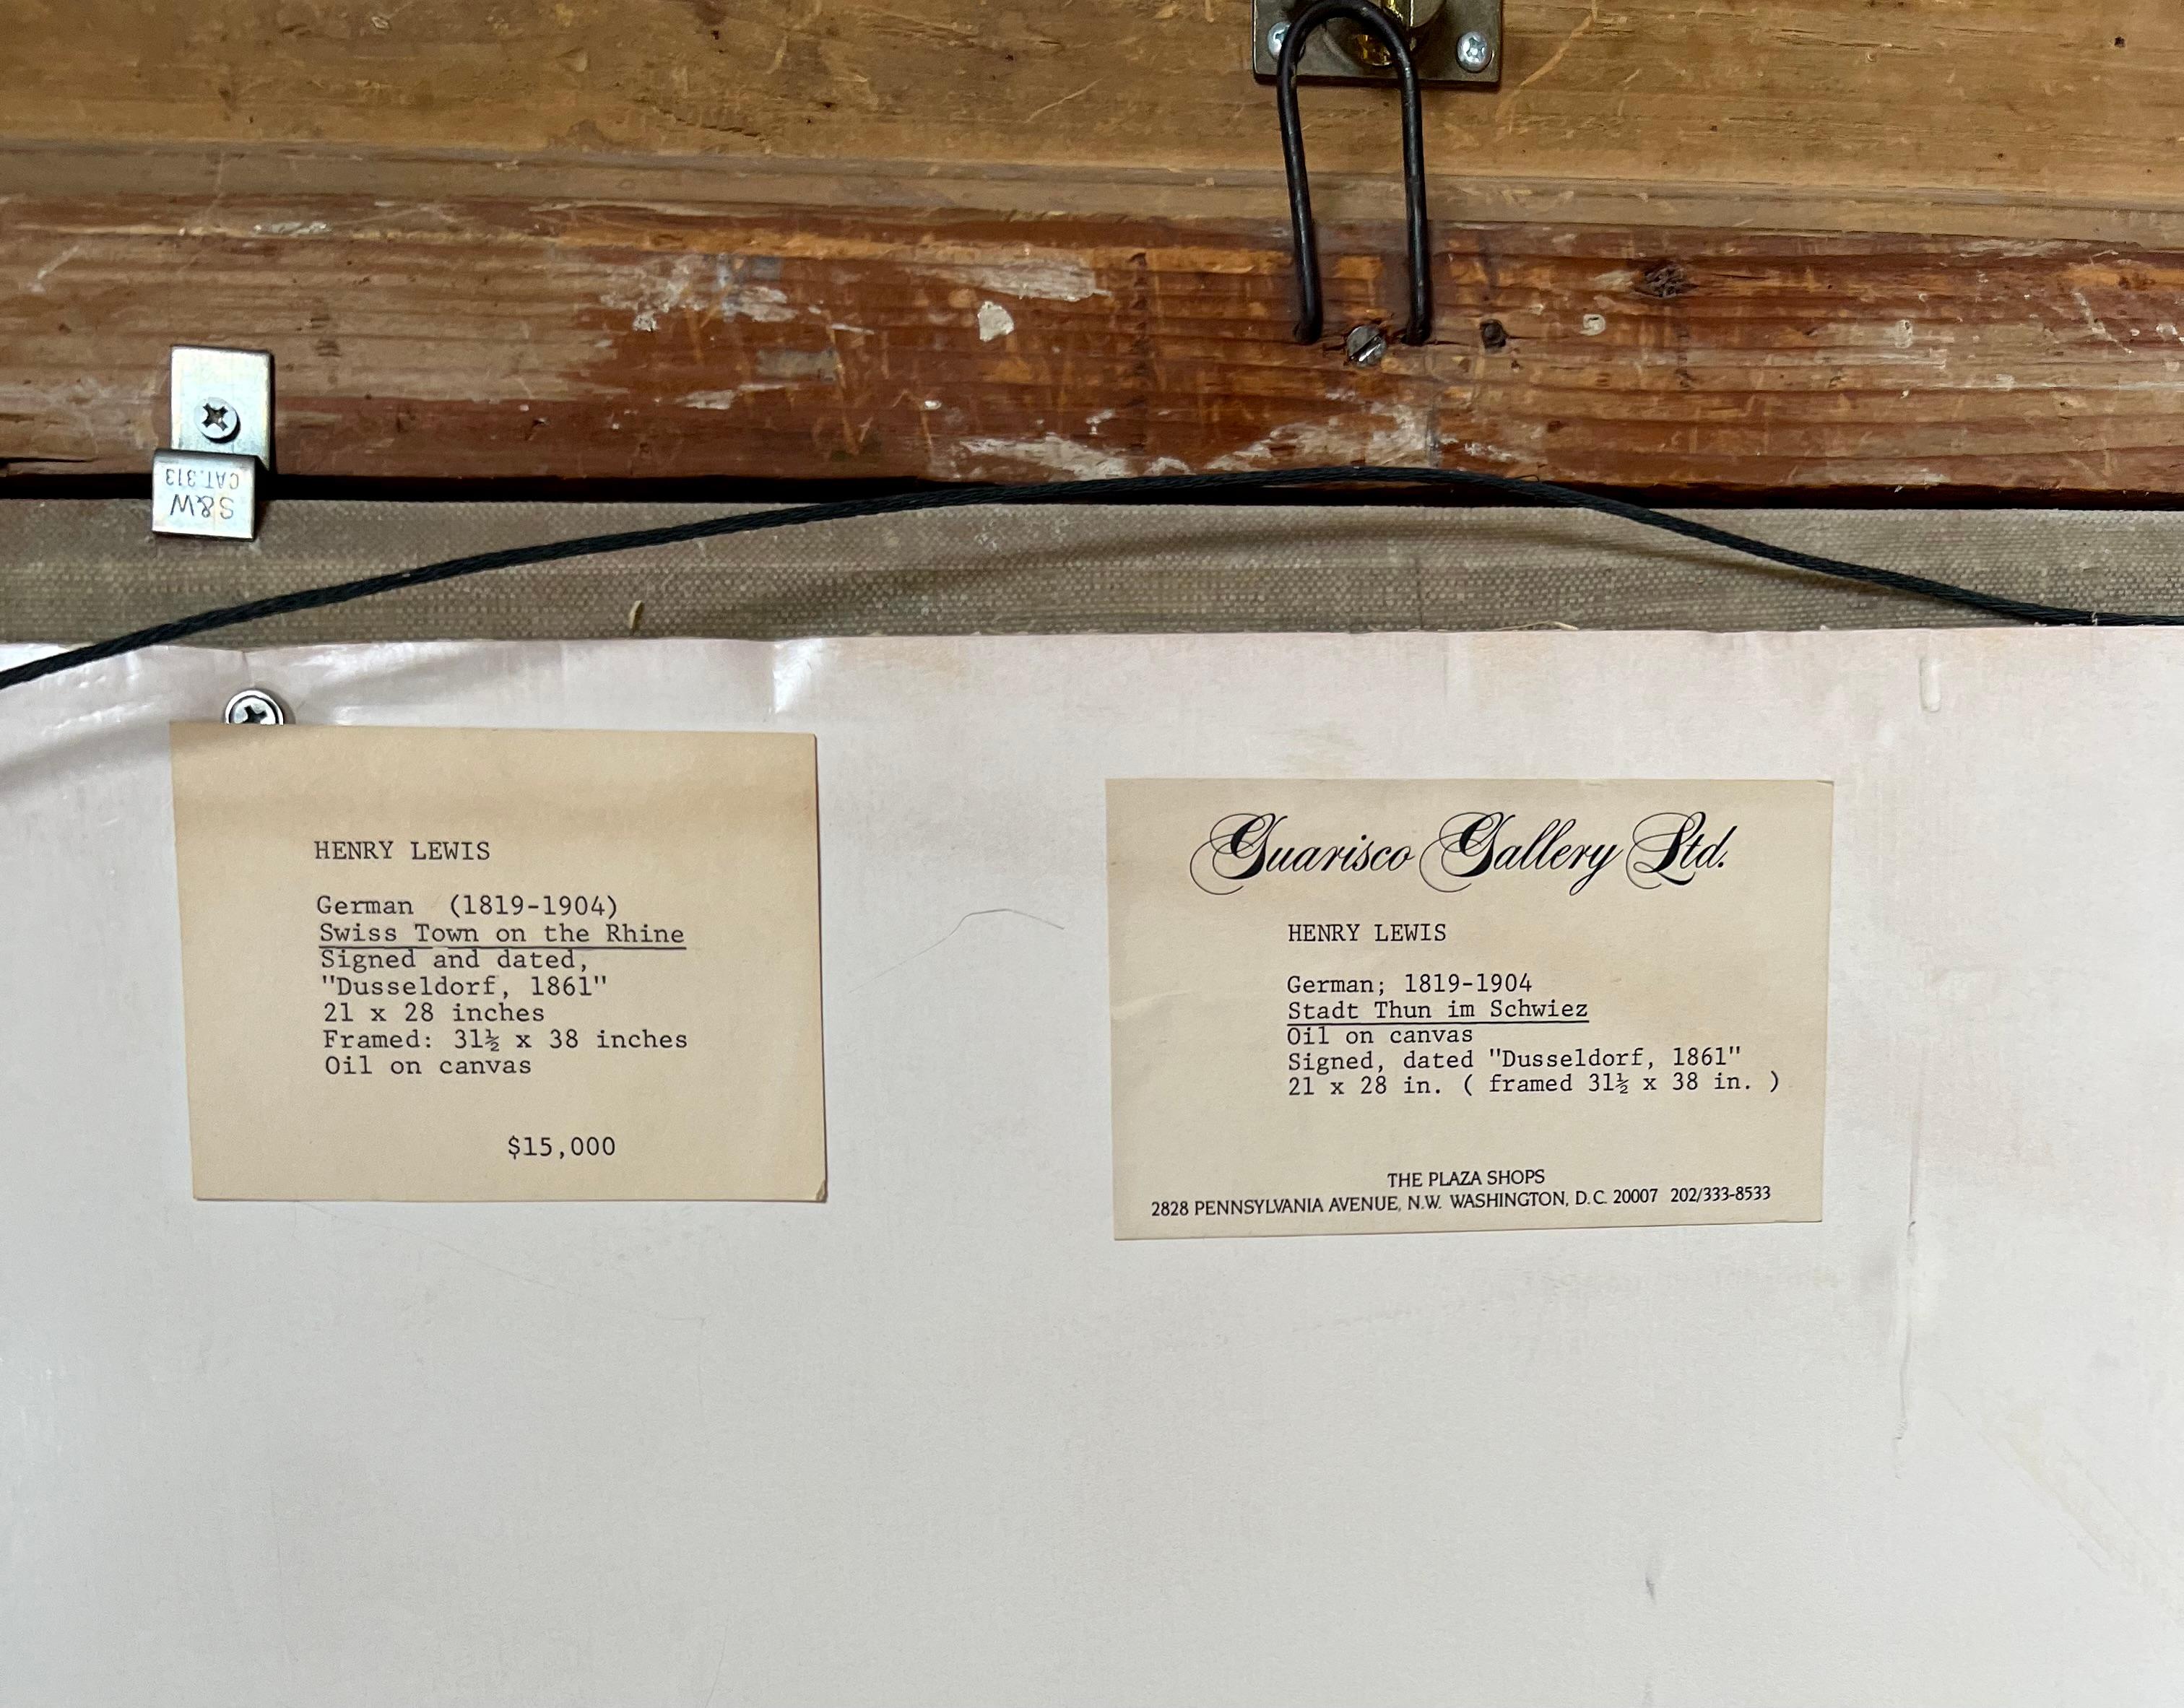 S&W
CAT.813
HENRY LEWIS
German (1819-1904)
Swiss Town on the Rhine
Signed and dated,
"Dusseldorf, 1861"
21 x 28 inches
Framed: 31½ x 38 inches
Oil on canvas
$15,000
Guarisco Gallery Ltd.
HENRY LEWIS
German; 1819-1904
Stadt Thun im Schwiez
Oil on canvas
Signed, dated "Dusseldorf, 1861"
21 x 28 in. ( framed 31½ x 38 in. )
THE PLAZA SHOPS
2828 PENNSYLVANIA AVENUE, N.W. WASHINGTON, D.C. 20007 202/333-8533